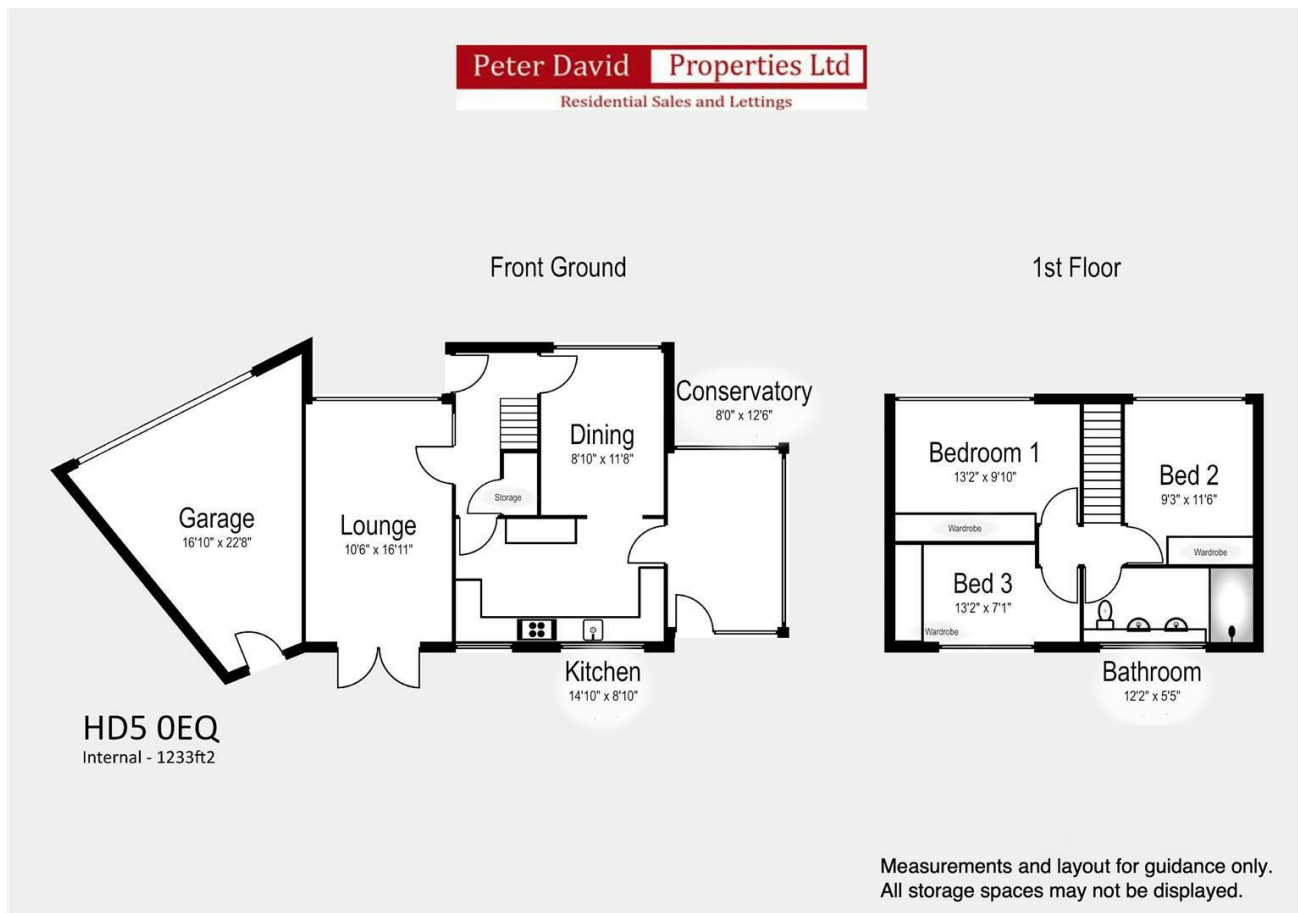 Peter David Properties Ltd
Residential Sales and Lettings
Front Ground
1st Floor
Conservatory
8'0" x 12'6"
Dining
8'10" x 11'8"
Storage
Garage
16'10" x 22'8"
Lounge
10'6" x 16'11"
Kitchen
14'10" x 8'10"
Bedroom 1
13'2" x 9'10"
Wardrobe
Bed 2
9'3" x 11'6"
Wardrobe
Bed 3
13'2" x 7'1"
Wardrobe
Bathroom
12'2" x 5'5"
HD5 0EQ
Internal - 1233ft2
Measurements and layout for guidance only.
All storage spaces may not be displayed.